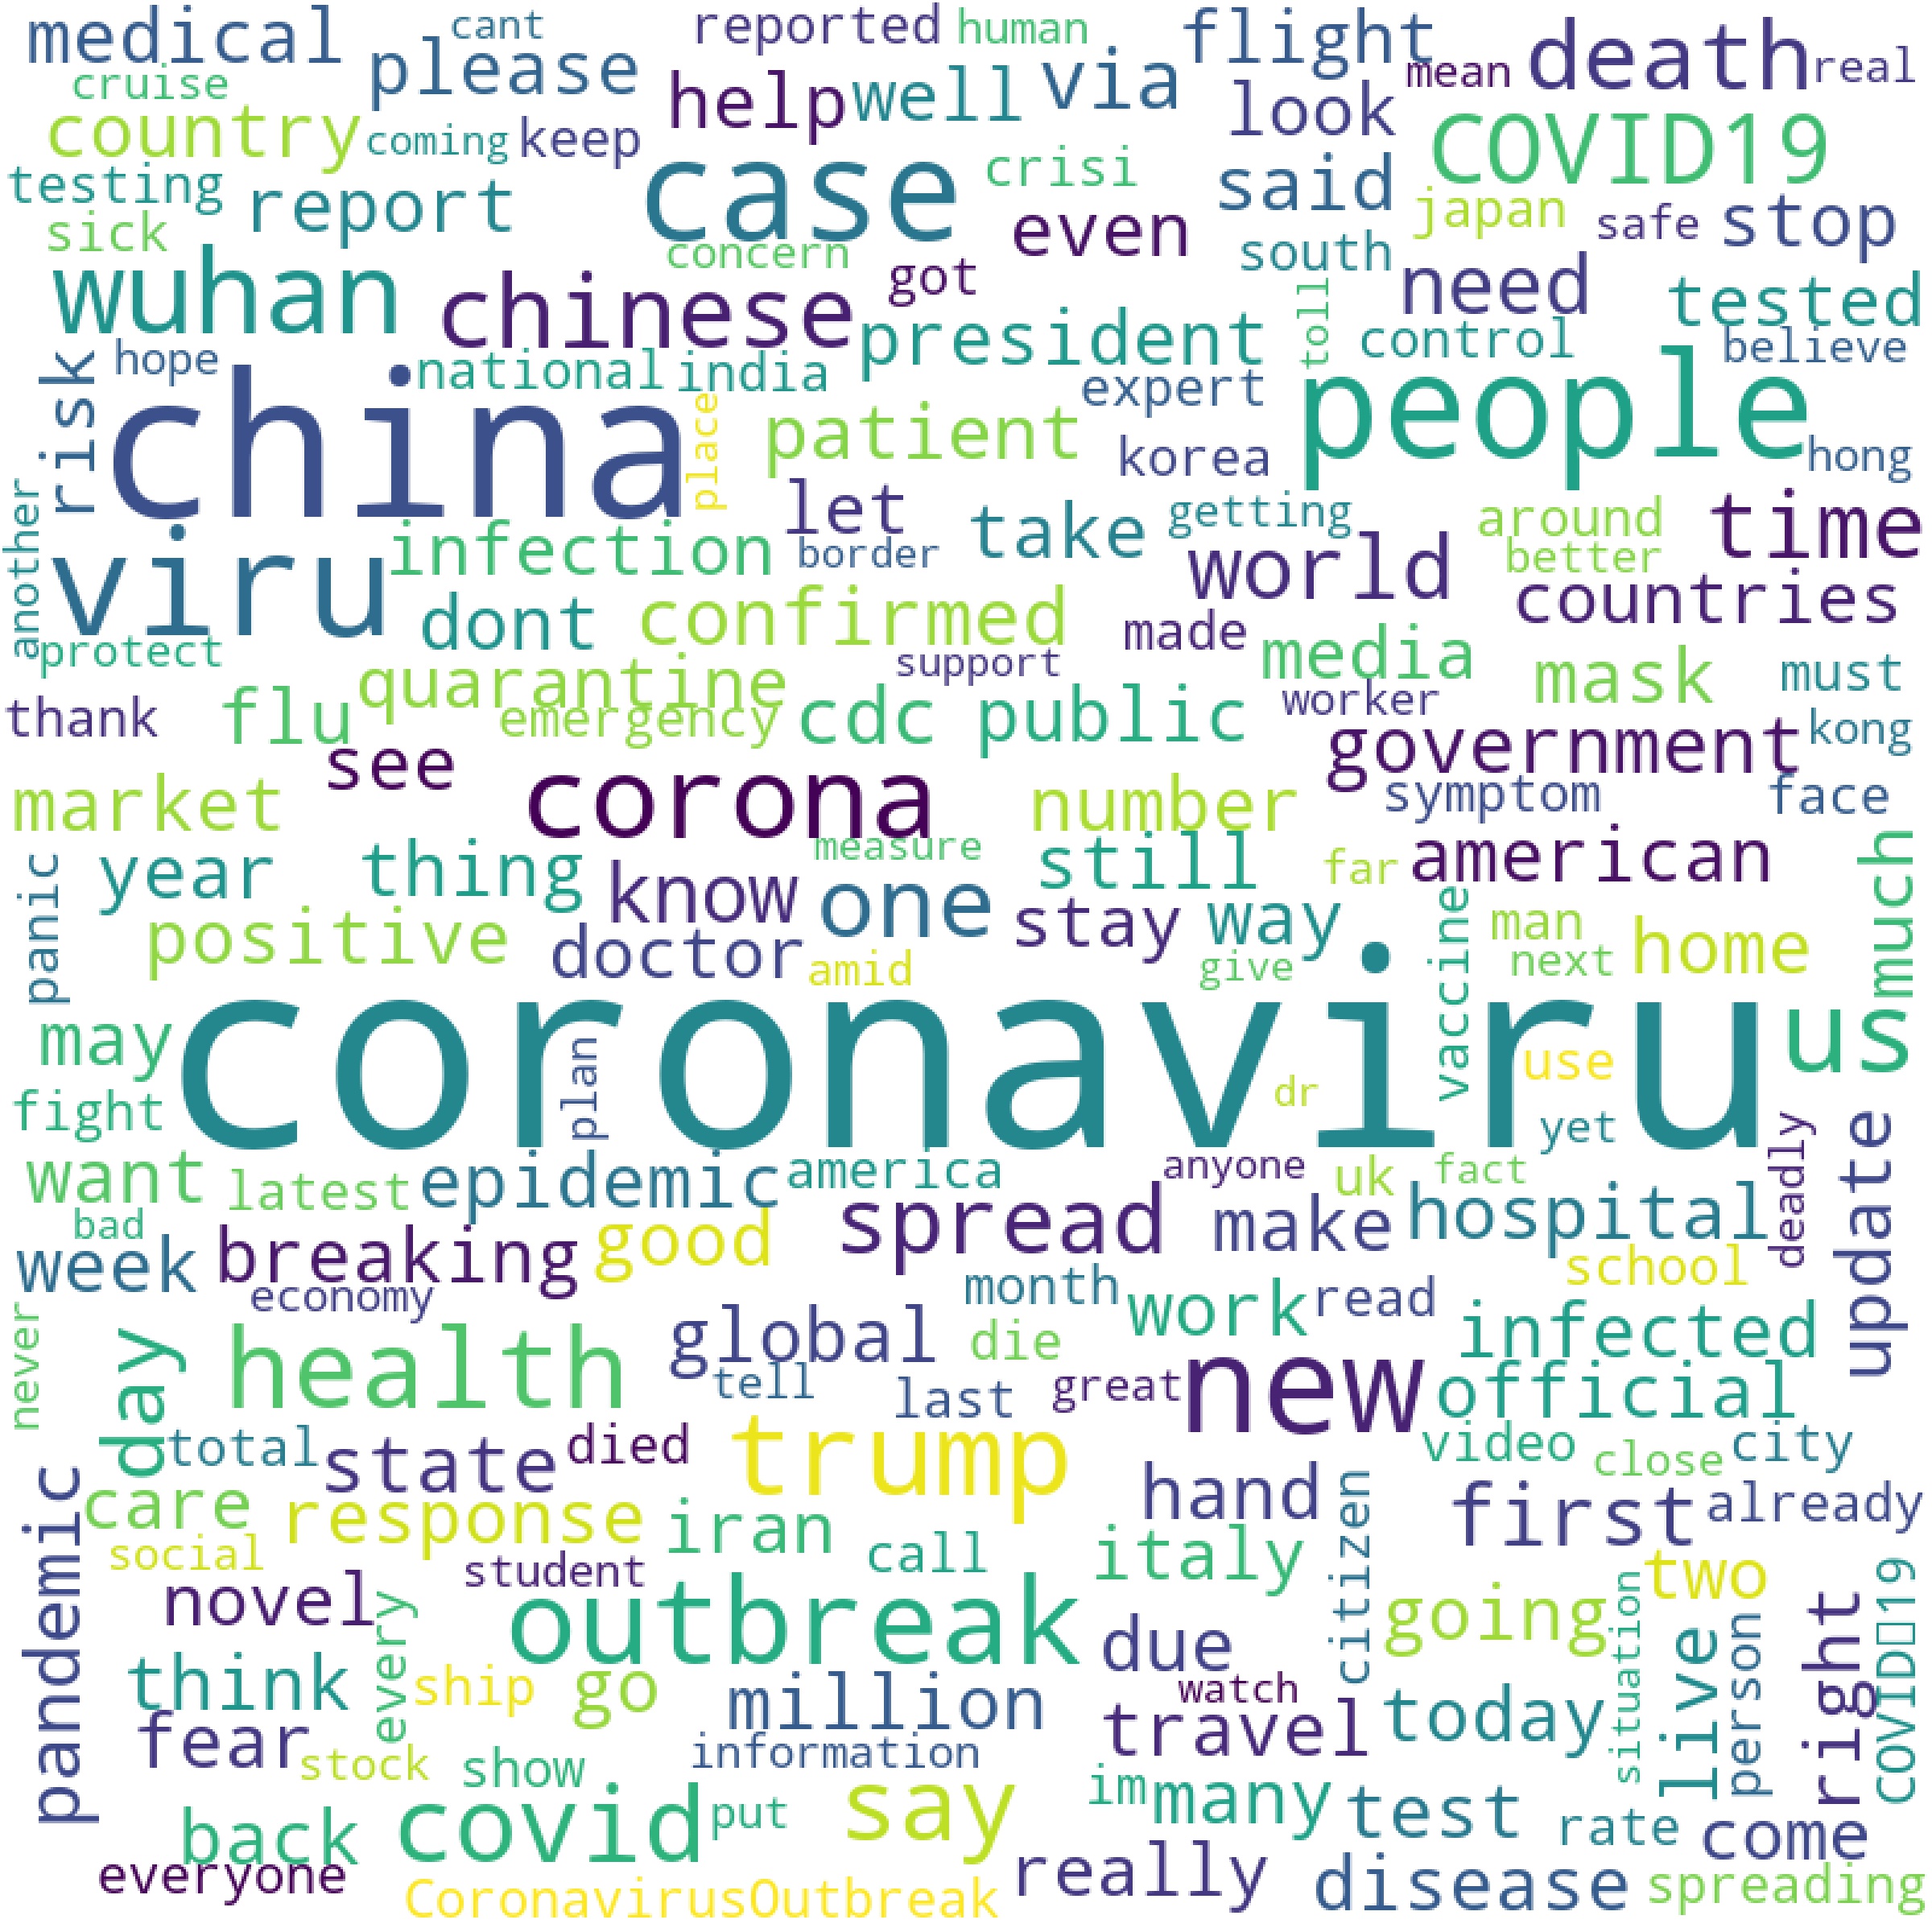 medical cant reported human flight mean death real
cruise please help well via look
country coming keep case crisi said COVID19
testing report concern even japan safe stop
sick wuhan chinese got south need tested
hope national india president toll control believe
risk china place patient expert people hong
korea
another viru infection let border take getting world around better time
protect dont confirmed made countries
thank flu quarantine emergency support cdc public media worker mask must
see corona government kong
market number symptom face
panic year thing know measure one still far american much
positive doctor amid stay way give vaccine man next home
may coronaviru us
fight plan dr use yet
want latest epidemic america anyone uk fact hospital deadly update
bad week breaking good spread make school
economy month work read
never day health global die infected
tell last great new official
total state died trump video close city
pandemic care response iran call hand citizen first already
social student italy two
novel every outbreak due going situation live person right COVID□19
think ship go million watch travel today
fear stock show information
back covid put say im many test rate come
everyone CoronavirusOutbreak really disease spreading